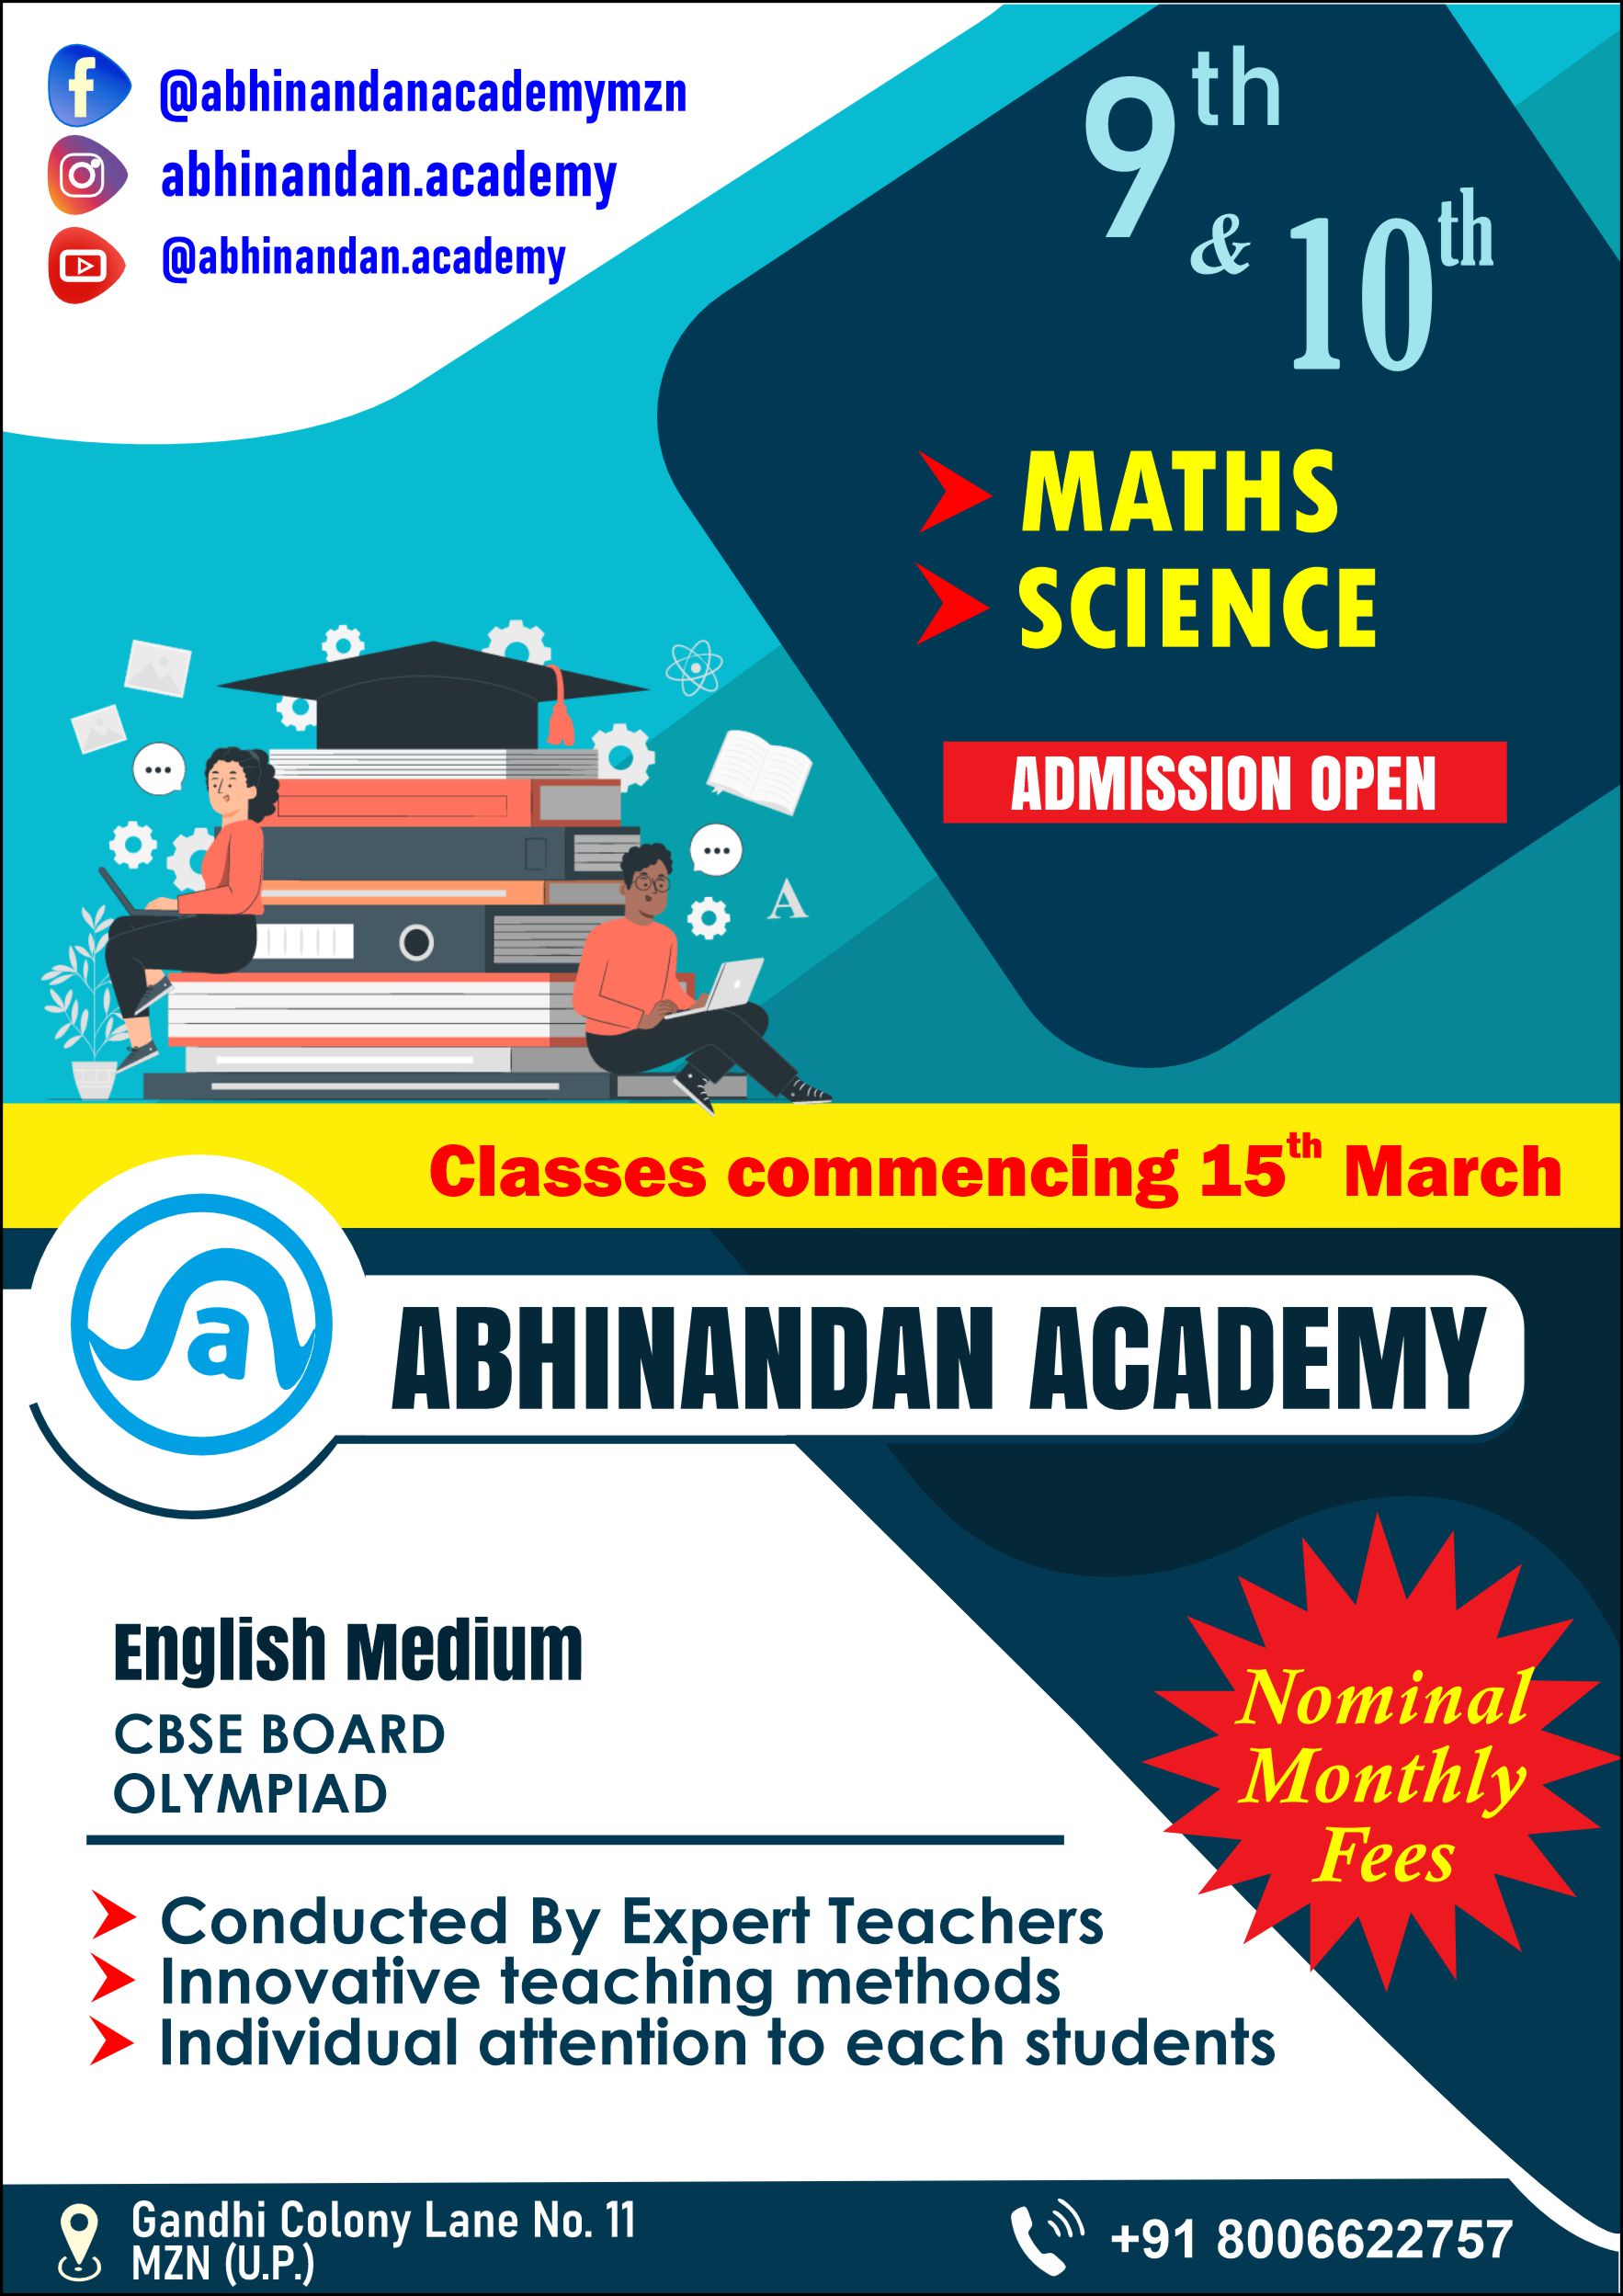 @abhinandanacademymzn
abhinandan.academy
@abhinandan.academy
9th
& 10th
MATHS
SCIENCE
ADMISSION OPEN
A
Classes commencing 15th March
a
ABHINANDAN ACADEMY
English Medium
CBSE BOARD
OLYMPIAD
Nominal
Monthly
Fees
Conducted By Expert Teachers
Innovative teaching methods
Individual attention to each students
Gandhi Colony Lane No. 11
MZN (U.P.)
+91 8006622757